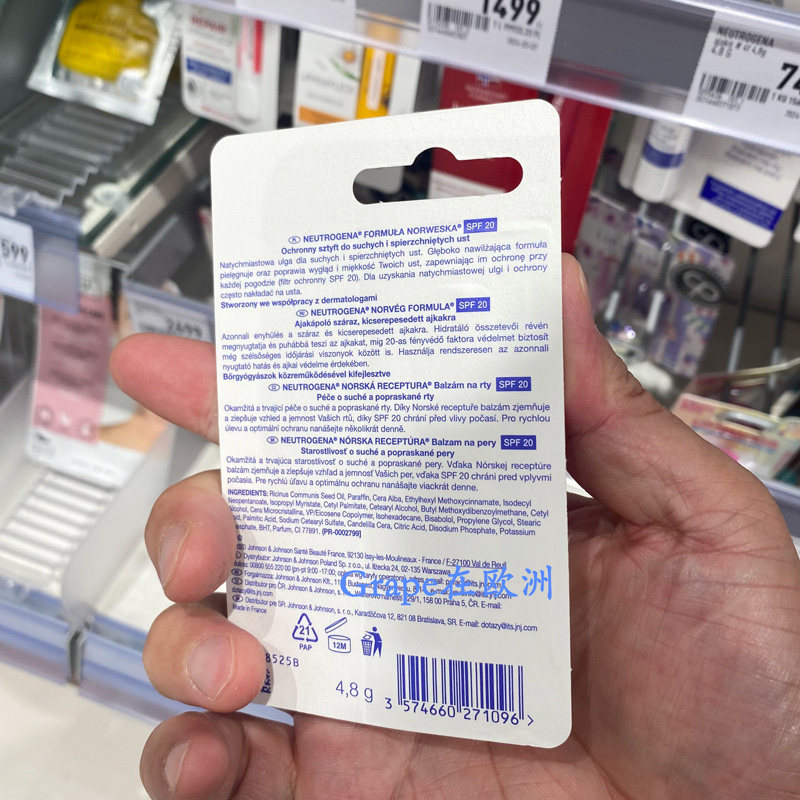 1499
NEUTROGENA
4,8 G
599
2499
PL NEUTROGENA® FORMUŁA NORWESKA® SPF 20
Ochronny sztyft do suchych i spierzchniętych ust
Natychmiastowa ulga dla suchych i spierzchniętych ust. Głęboko nawilżająca formuła
pielęgnuje oraz poprawia wygląd i miękkość Twoich ust, zapewniając im ochronę przy
każdej pogodzie (filtr ochronny SPF 20). Dla uzyskania natychmiastowej ulgi i ochrony
często nakładać na usta.
Stworzony we współpracy z dermatologami
HU NEUTROGENA® NORVÉG FORMULA® SPF 20
Ajakápoló száraz, kicserepesedett ajkakra
Azonnali enyhülés a száraz és kicserepesedett ajkakra. Hidratáló összetevői révén
megnyugtatja és puhábbá teszi az ajkakat, míg 20-as fényvédő faktora védelmet biztosít
még szélsőséges időjárási viszonyok között is. Használja rendszeresen az azonnali
nyugtató hatás és ajkai védelme érdekében.
Bőrgyógyászok közreműködésével kifejlesztve
CZ NEUTROGENA® NORSKÁ RECEPTURA® Balzám na rty SPF 20
Péče o suché a popraskané rty
Okamžitá a trvající péče o suché a popraskané rty. Díky Norské receptuře balzám zjemňuje
a zlepšuje vzhled a jemnost Vašich rtů, díky SPF 20 chrání před vlivy počasí. Pro rychlou
úlevu a optimální ochranu nanášejte několikrát denně.
SK NEUTROGENA® NÓRSKA RECEPTÚRA® Balzam na pery SPF 20
Starostlivosť o suché a popraskané pery
Okamžitá a trvajúca starostlivosť o suché a popraskané pery. Vďaka Nórskej receptúre
balzám zjemňuje a zlepšuje vzhľad a jemnosť Vašich pier, vďaka SPF 20 chráni pred vplyvmi
počasia. Pre rychlú úľavu a optimálnu ochranu nanášajte viackrát denne.
INGREDIENTS: Ricinus Communis Seed Oil, Paraffin, Cera Alba, Ethylhexyl Methoxycinnamate, Isodecyl
Neopentanoate, Isopropyl Myristate, Cetyl Palmitate, Cetearyl Alcohol, Butyl Methoxydibenzoylmethane, Cetyl
Alcohol, Cera Microcristallina, VP/Eicosene Copolymer, Isohexadecane, Bisabolol, Propylene Glycol, Stearic
Acid, Palmitic Acid, Sodium Cetearyl Sulfate, Candelilla Cera, Citric Acid, Disodium Phosphate, Potassium
Phosphate, BHT, Parfum, CI 77891. (PR-0002799)
Johnson & Johnson Santé Beauté France, 92130 Issy-les-Moulineaux - France / F-27100 Val de Reuil
Dystrybutor: Johnson & Johnson Poland Sp. z o.o., ul. Iłżecka 24, 02-135 Warszawa
Forgalmazza: Johnson & Johnson Kft.,
Distributor pro ČR: Johnson & Johnson, 158 00 Praha 5, ČR. E-mail:
Distribútor pre SR: Johnson & Johnson, s. r. o., Karadžičova 12, 821 08 Bratislava, SR. E-mail: dotazy@its.jnj.com
Made in France
Grape在欧洲
21
PAP
12M
8525B
4,8 g
3 574660 271096 >